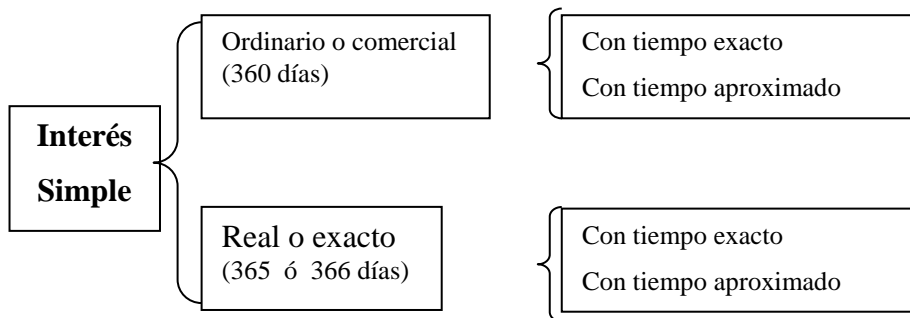 Interés
Simple
Ordinario o comercial
(360 días)
Con tiempo exacto
Con tiempo aproximado
Real o exacto
(365 ó 366 días)
Con tiempo exacto
Con tiempo aproximado